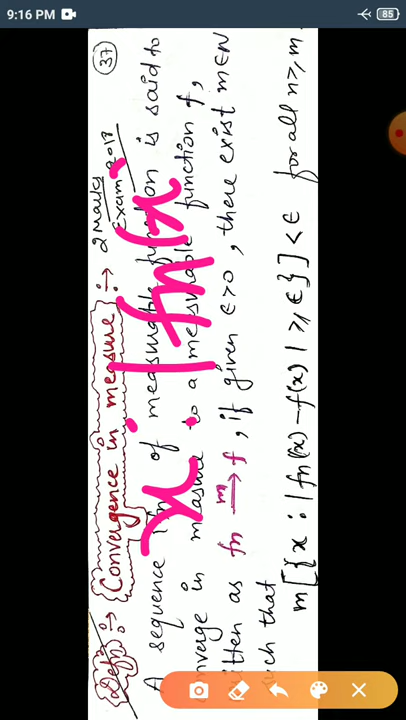 9:16 PM
85
37
Defn :→ Convergence in measure :→ 2 Marks
Exam 2018
A sequence of measurable function is said to
converge in measure to a measurable function f,
written as fn m→ f, if given ϵ>0, there exist m∈N
such that
m[{x : |fn(x) − f(x)| ≥ ϵ}] < ϵ for all n ≥ m.
x : |fn(x)